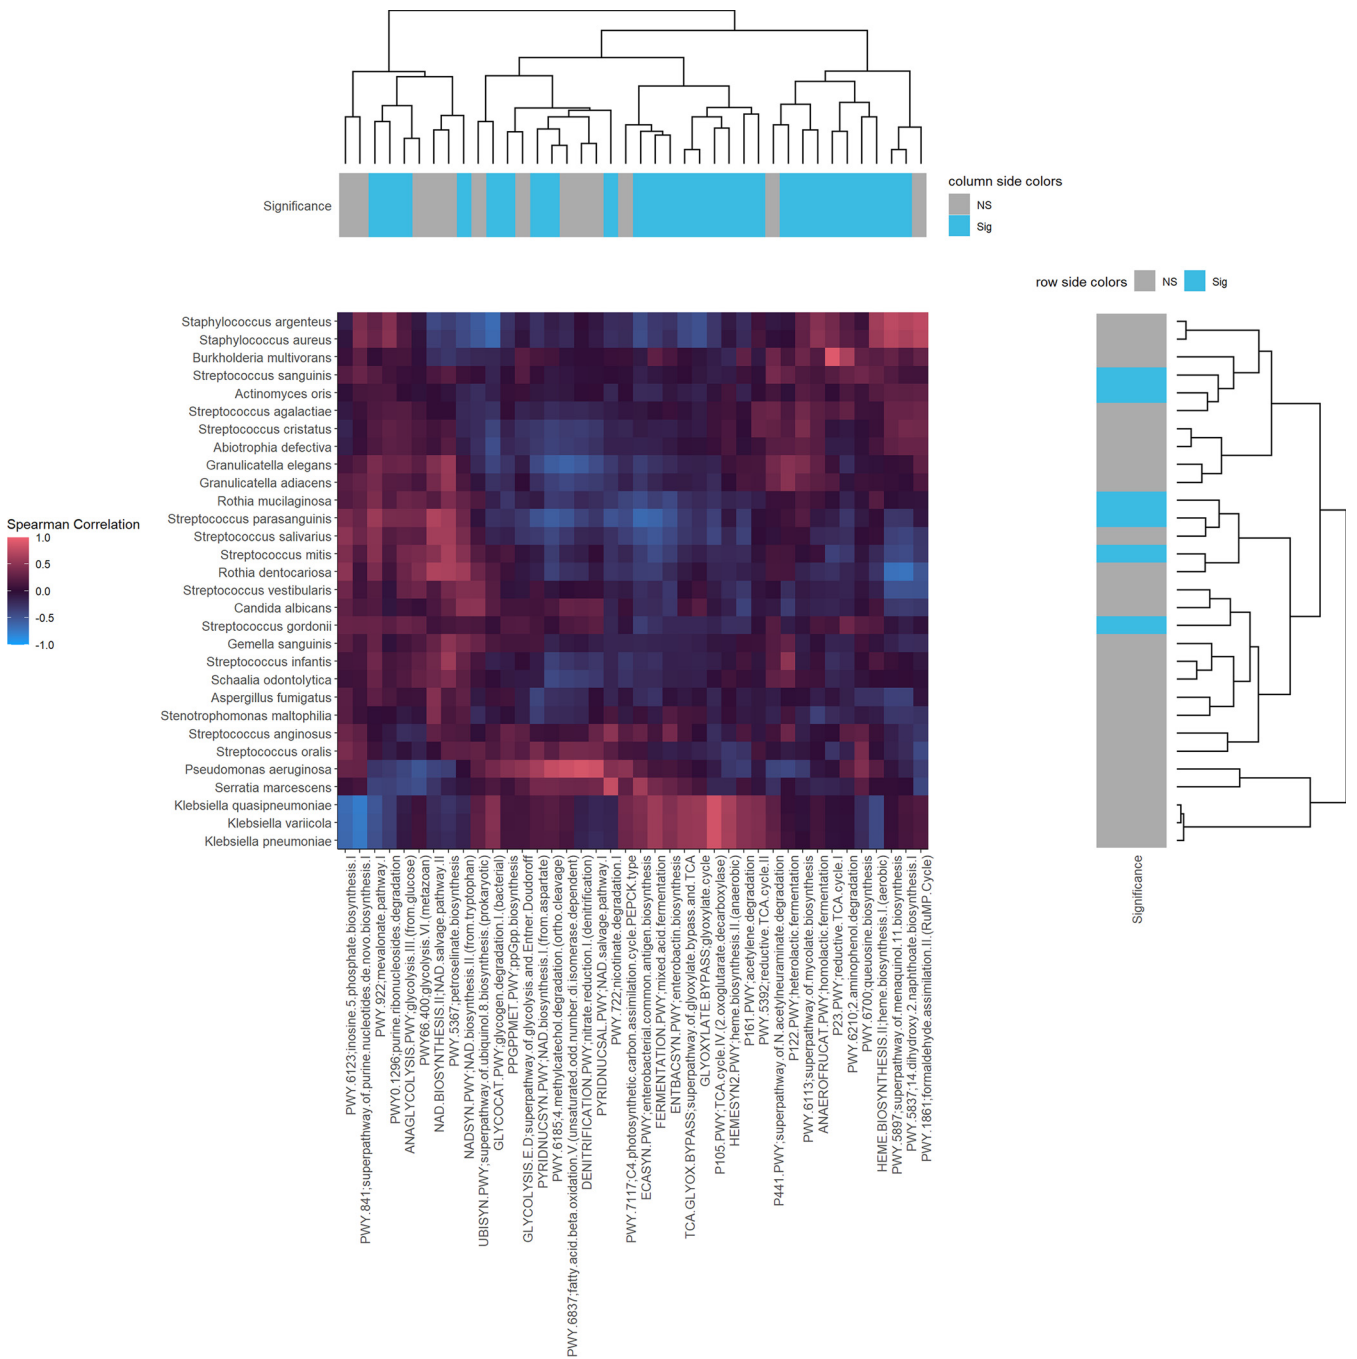 column side colors
NS
Sig
Significance
row side colors
NS
Sig
Staphylococcus argenteus
Staphylococcus aureus
Burkholderia multivorans
Streptococcus sanguinis
Actinomyces oris
Streptococcus agalactiae
Streptococcus cristatus
Abiotrophia defectiva
Granulicatella elegans
Granulicatella adiacens
Rothia mucilaginosa
Streptococcus parasanguinis
Streptococcus salivarius
Streptococcus mitis
Rothia dentocariosa
Streptococcus vestibularis
Candida albicans
Streptococcus gordonii
Gemella sanguinis
Streptococcus infantis
Schaalia odontolytica
Aspergillus fumigatus
Stenotrophomonas maltophilia
Streptococcus anginosus
Streptococcus oralis
Pseudomonas aeruginosa
Serratia marcescens
Klebsiella quasipneumoniae
Klebsiella variicola
Klebsiella pneumoniae
Spearman Correlation
1.0
0.5
0.0
-0.5
-1.0
PWY.6123;inosine.5.phosphate.biosynthesis.I
PWY.841;superpathway.of.purine.nucleotides.de.novo.biosynthesis.I
PWY.922;mevalonate.pathway.I
PWY0.1296;purine.ribonucleosides.degradation
ANAGLYCOLYSIS.PWY;glycolysis.III.(from.glucose)
PWY66.400;glycolysis.VI.(metazoan)
NAD.BIOSYNTHESIS.II;NAD.salvage.pathway.II
PWY.5367;petroselinate.biosynthesis
NADSYN.PWY;NAD.biosynthesis.II.(from.tryptophan)
UBISYN.PWY;superpathway.of.ubiquinol.8.biosynthesis.(prokaryotic)
GLYCOCAT.PWY;glycogen.degradation.I.(bacterial)
PPGPPMET.PWY;ppGpp.biosynthesis
GLYCOLYSIS.E.D;superpathway.of.glycolysis.and.Entner.Doudoroff
PYRIDNUCSYN.PWY;NAD.biosynthesis.I.(from.aspartate)
PWY.6185;4.methylcatechol.degradation.(ortho.cleavage)
PWY.6837;fatty.acid.beta.oxidation.V.(unsaturated.odd.number.di.isomerase.dependent)
DENITRIFICATION.PWY;nitrate.reduction.I.(denitrification)
PYRIDNUCSAL.PWY;NAD.salvage.pathway.I
PWY.722;nicotinate.degradation.I
PWY.7117;C4.photosynthetic.carbon.assimilation.cycle.PEPCK.type
ECASYN.PWY;enterobacterial.common.antigen.biosynthesis
FERMENTATION.PWY;mixed.acid.fermentation
ENTBACSYN.PWY;enterobactin.biosynthesis
TCA.GLYOX.BYPASS;superpathway.of.glyoxylate.bypass.and.TCA
GLYOXYLATE.BYPASS;glyoxylate.cycle
P105.PWY;TCA.cycle.IV.(2.oxoglutarate.decarboxylase)
HEMESYN2.PWY;heme.biosynthesis.II.(anaerobic)
P161.PWY;acetylene.degradation
PWY.5392;reductive.TCA.cycle.II
P441.PWY;superpathway.of.N.acetylneuraminate.degradation
P122.PWY;heterolactic.fermentation
PWY.6113;superpathway.of.mycolate.biosynthesis
ANAEROFRUCAT.PWY;homolactic.fermentation
P23.PWY;reductive.TCA.cycle.I
PWY.6210;2.aminophenol.degradation
PWY.6700;queuosine.biosynthesis
HEME.BIOSYNTHESIS.II;heme.biosynthesis.I.(aerobic)
PWY.5897;superpathway.of.menaquinol.11.biosynthesis
PWY.5837;14.dihydroxy.2.naphthoate.biosynthesis.I
PWY.1861;formaldehyde.assimilation.II.(RuMP.Cycle)
Significance